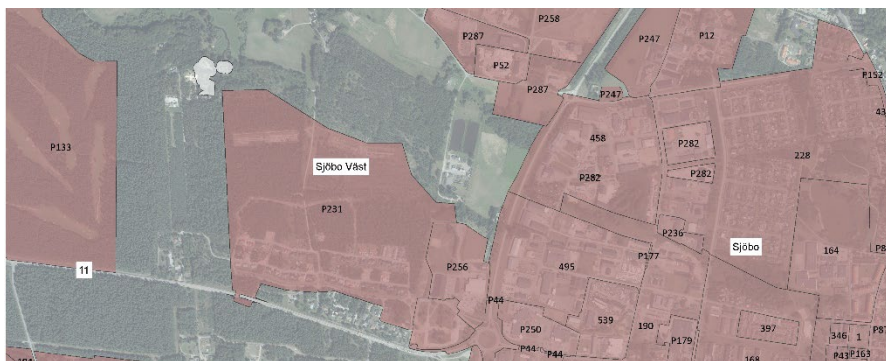 P258
P287
P247
P12
P52
P152
P287
P247
43
458
P282
P133
228
Sjöbo Väst
P282
P282
P231
P236
Sjöbo
164
P177
P256
495
11
P44
539
P250
190
P179
397
346
1
P44
P44
P43
P163
168